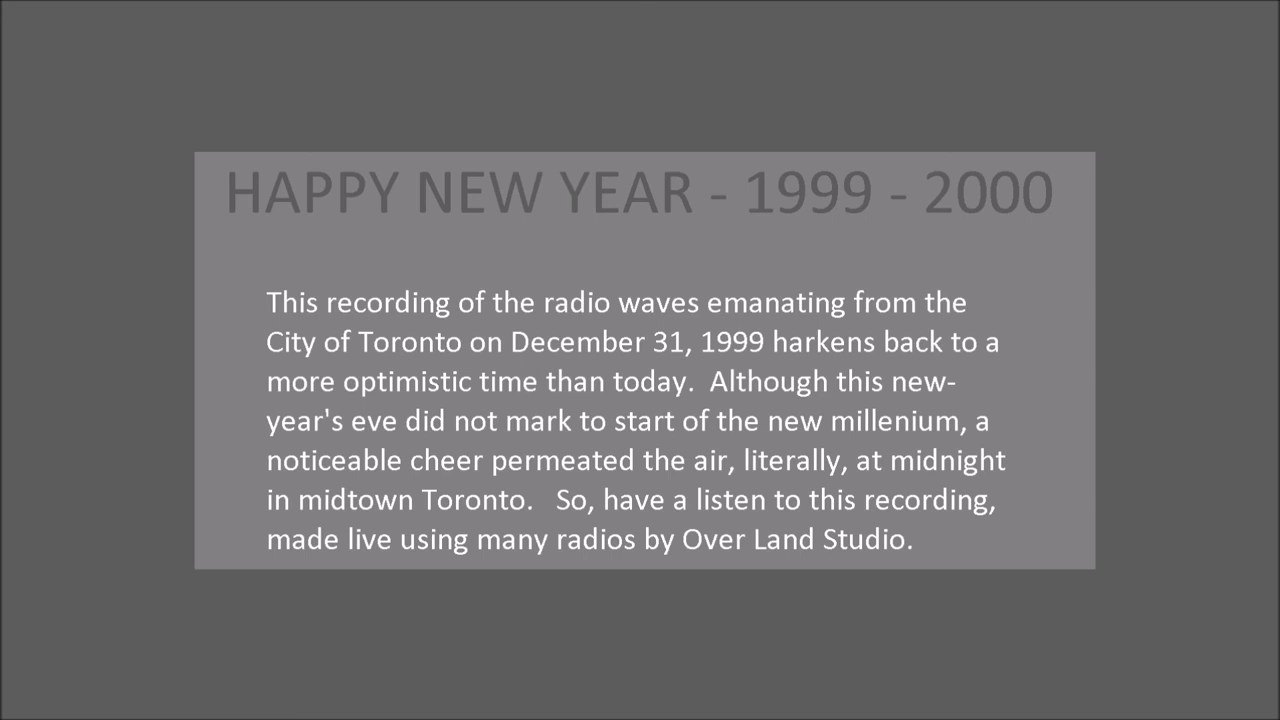 HAPPY NEW YEAR - 1999 - 2000
This recording of the radio waves emanating from the
City of Toronto on December 31, 1999 harkens back to a
more optimistic time than today.  Although this new-
year's eve did not mark to start of the new millenium, a
noticeable cheer permeated the air, literally, at midnight
in midtown Toronto.   So, have a listen to this recording,
made live using many radios by Over Land Studio.